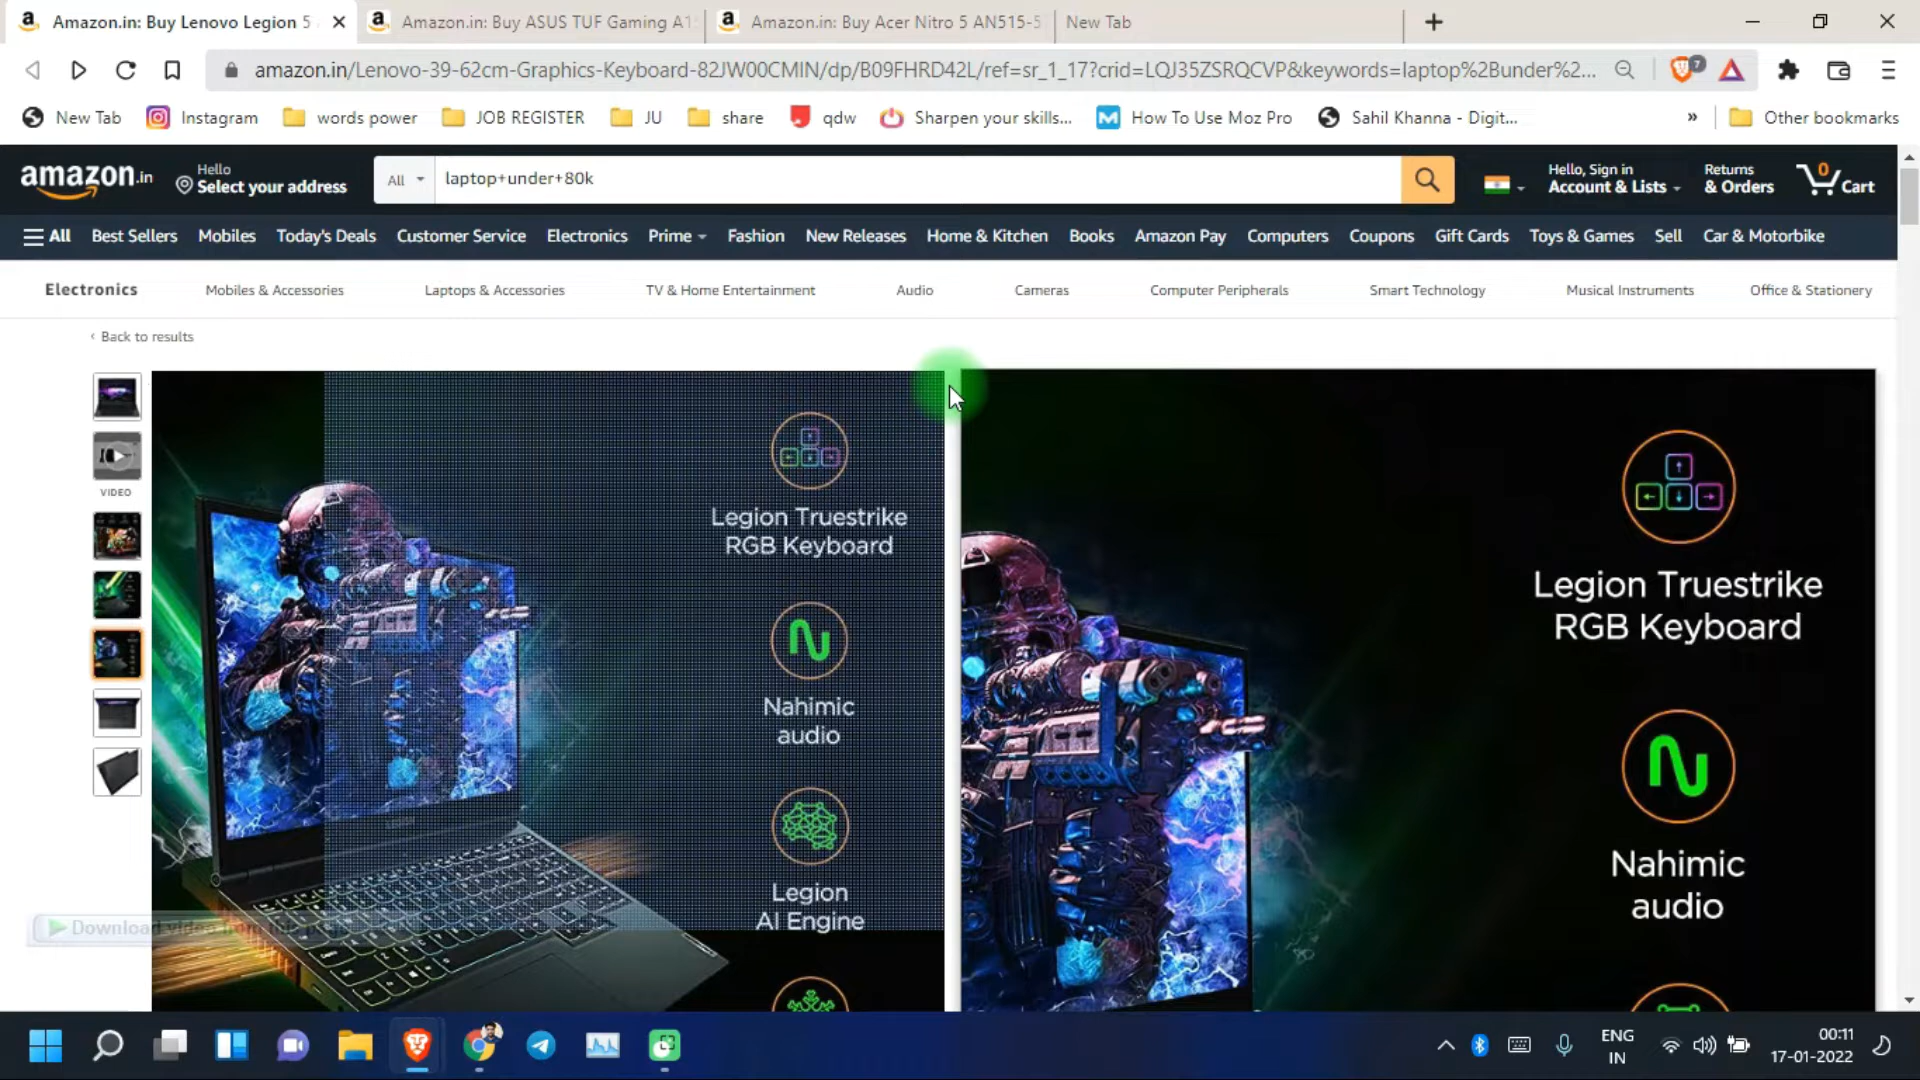 Amazon.in: Buy Lenovo Legion 5
Amazon.in: Buy ASUS TUF Gaming A1
Amazon.in: Buy Acer Nitro 5 AN515-5
New Tab
amazon.in/Lenovo-39-62cm-Graphics-Keyboard-82JW00CMIN/dp/B09FHRD42L/ref=sr_1_17?crid=LQJ35ZSRQCVP&keywords=laptop%2Bunder%2...
7
New Tab
Instagram
words power
JOB REGISTER
JU
share
qdw
Sharpen your skills...
How To Use Moz Pro
Sahil Khanna - Digit...
»
Other bookmarks
amazon.in
Hello
Select your address
All
laptop+under+80k
Hello, Sign in
Account & Lists
Returns
& Orders
0
Cart
All
Best Sellers
Mobiles
Today's Deals
Customer Service
Electronics
Prime
Fashion
New Releases
Home & Kitchen
Books
Amazon Pay
Computers
Coupons
Gift Cards
Toys & Games
Sell
Car & Motorbike
Electronics
Mobiles & Accessories
Laptops & Accessories
TV & Home Entertainment
Audio
Cameras
Computer Peripherals
Smart Technology
Musical Instruments
Office & Stationery
‹ Back to results
VIDEO
Legion Truestrike
RGB Keyboard
Nahimic
audio
Legion
AI Engine
Legion Truestrike
RGB Keyboard
Nahimic
audio
Download video from this
ENG
IN
00:11
17-01-2022